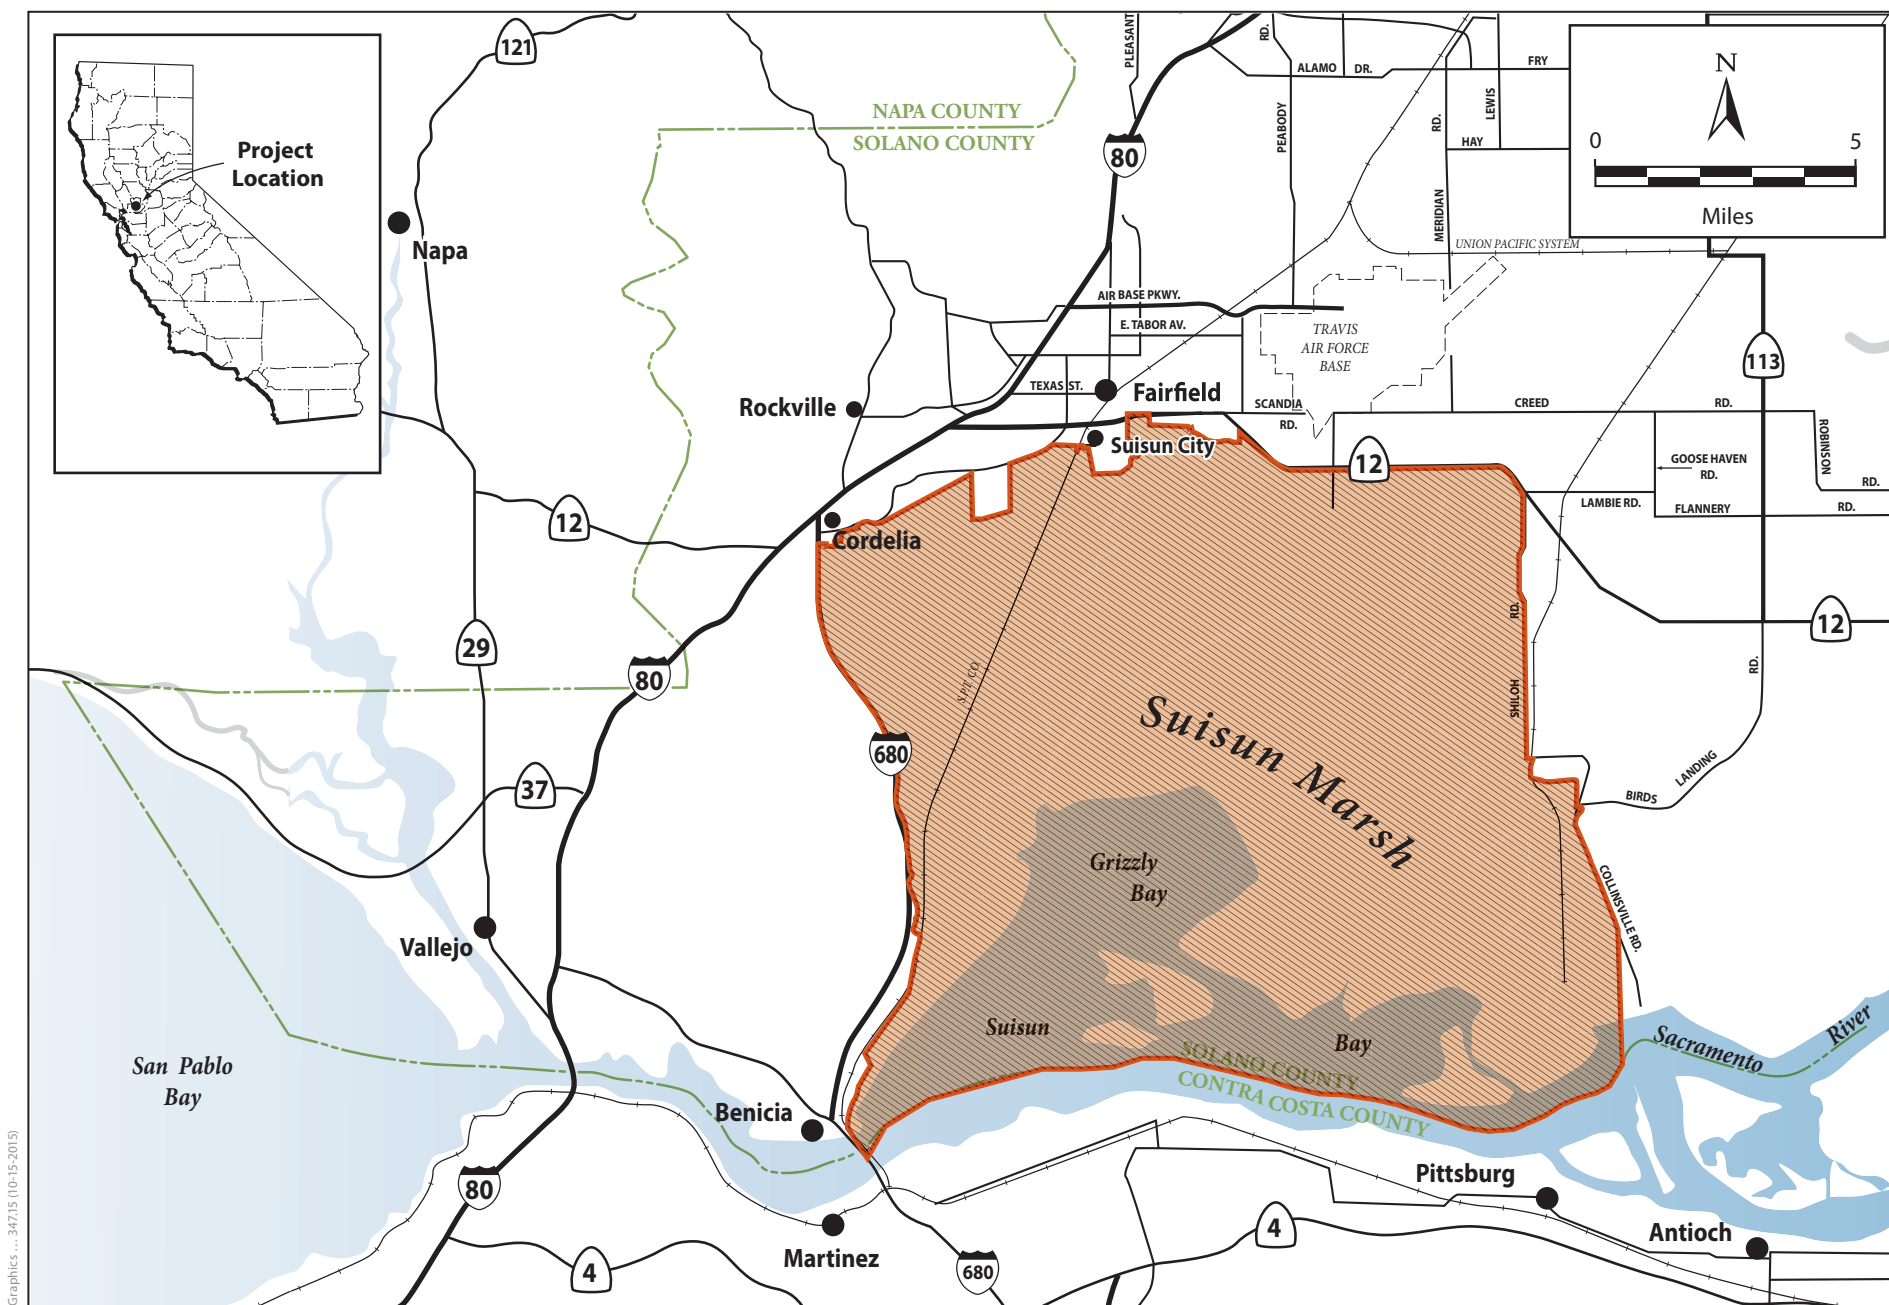 121
NAPA COUNTY
SOLANO COUNTY
PLEASANT
80
RD.
ALAMO DR.
FRY
PEABODY
RD.
LEWIS
HAY
MERIDIAN
N
0 5
Miles
Project
Location
Napa
UNION PACIFIC SYSTEM
AIR BASE PKWY.
E. TABOR AV.
TRAVIS
AIR FORCE
BASE
113
TEXAS ST.
Fairfield
Rockville
SCANDIA
RD.
CREED RD.
ROBINSON
RD.
Suisun City
12
GOOSE HAVEN
RD.
LAMBIE RD.
FLANNERY RD.
12
Cordelia
RD.
SHILOH
12
29
80
S.P.T. CO.
RD.
Suisun Marsh
680
37
BIRDS
LANDING
Grizzly
Bay
COLLINSVILLE RD.
Vallejo
Suisun
Bay
Sacramento
River
San Pablo
Bay
SOLANO COUNTY
CONTRA COSTA COUNTY
Benicia
80
Pittsburg
Martinez
4
680
4
Antioch
Graphics … 347.15 (10-15-2015)